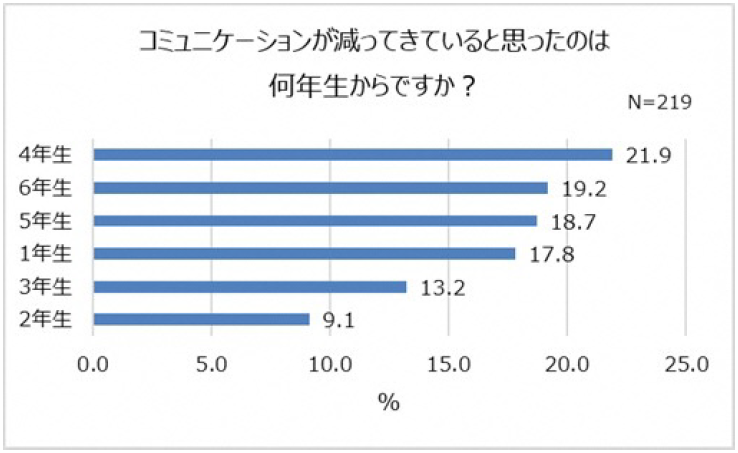 コミュニケーションが減ってきていると思ったのは
何年生からですか？
N=219
4年生 21.9
6年生 19.2
5年生 18.7
1年生 17.8
3年生 13.2
2年生 9.1
0.0 5.0 10.0 15.0 20.0 25.0
%